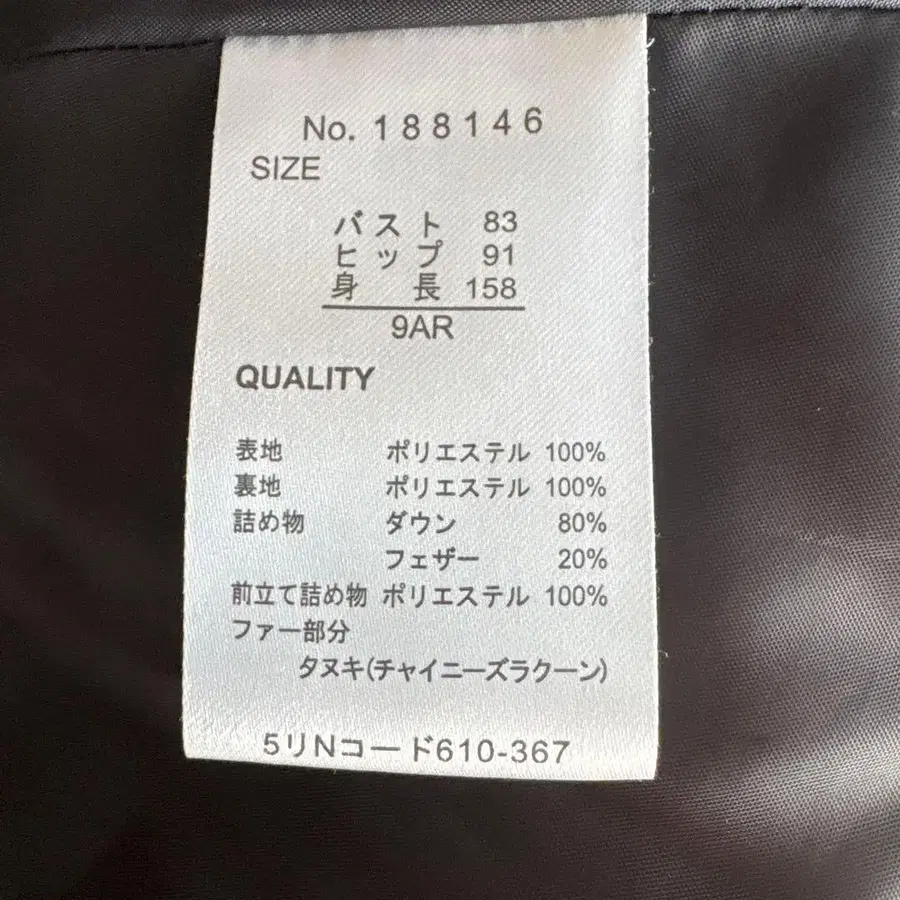 No. 188146
SIZE
バスト 83
ヒップ 91
身長 158
9AR
QUALITY
表地 ポリエステル 100%
裏地 ポリエステル 100%
詰め物 ダウン 80%
フェザー 20%
前立て詰め物 ポリエステル 100%
ファー部分
タヌキ(チャイニーズラクーン)
5リNコード610-367